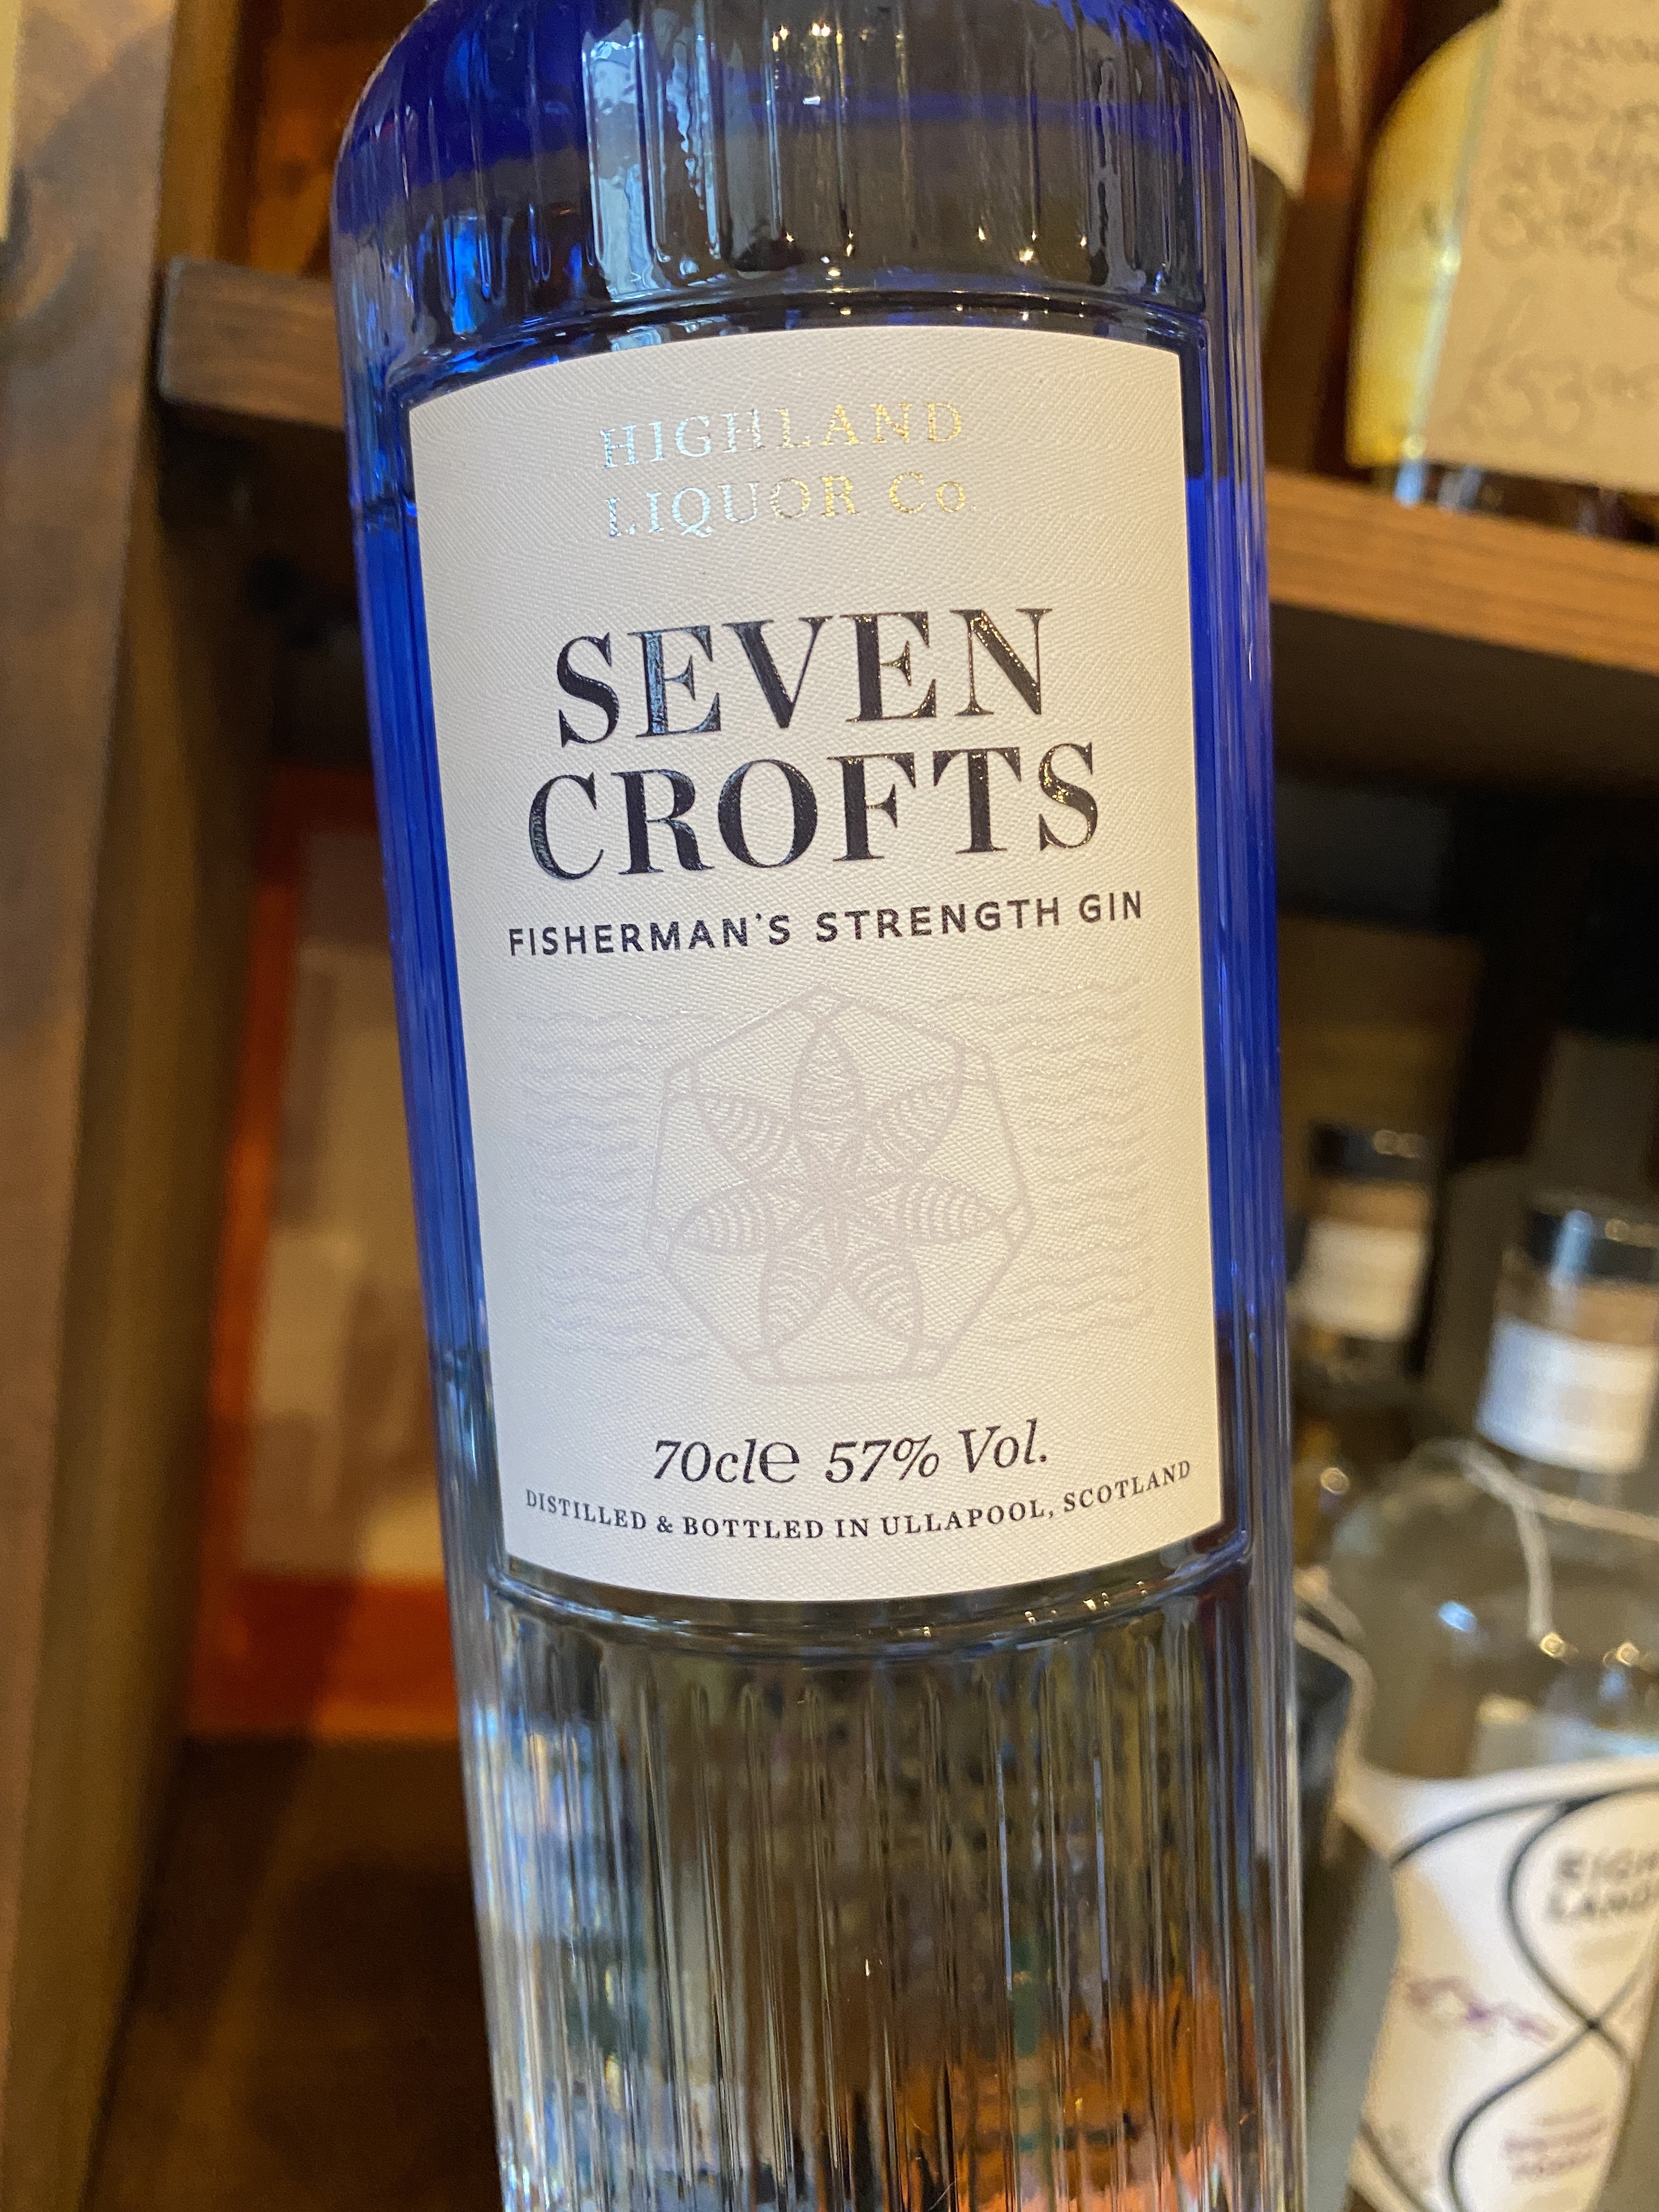 HIGHLAND
LIQUOR Co.
SEVEN
CROFTS
FISHERMAN'S STRENGTH GIN
70cl℮ 57% Vol.
DISTILLED & BOTTLED IN ULLAPOOL, SCOTLAND